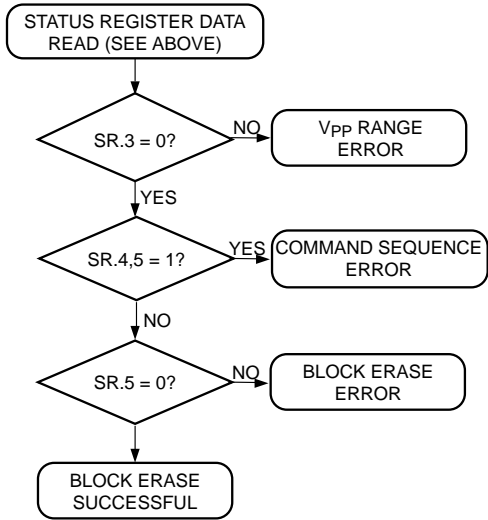 STATUS REGISTER DATA
READ (SEE ABOVE)
SR.3 = 0?
NO
VPP RANGE
ERROR
YES
SR.4,5 = 1?
YES
COMMAND SEQUENCE
ERROR
NO
SR.5 = 0?
NO
BLOCK ERASE
ERROR
BLOCK ERASE
SUCCESSFUL